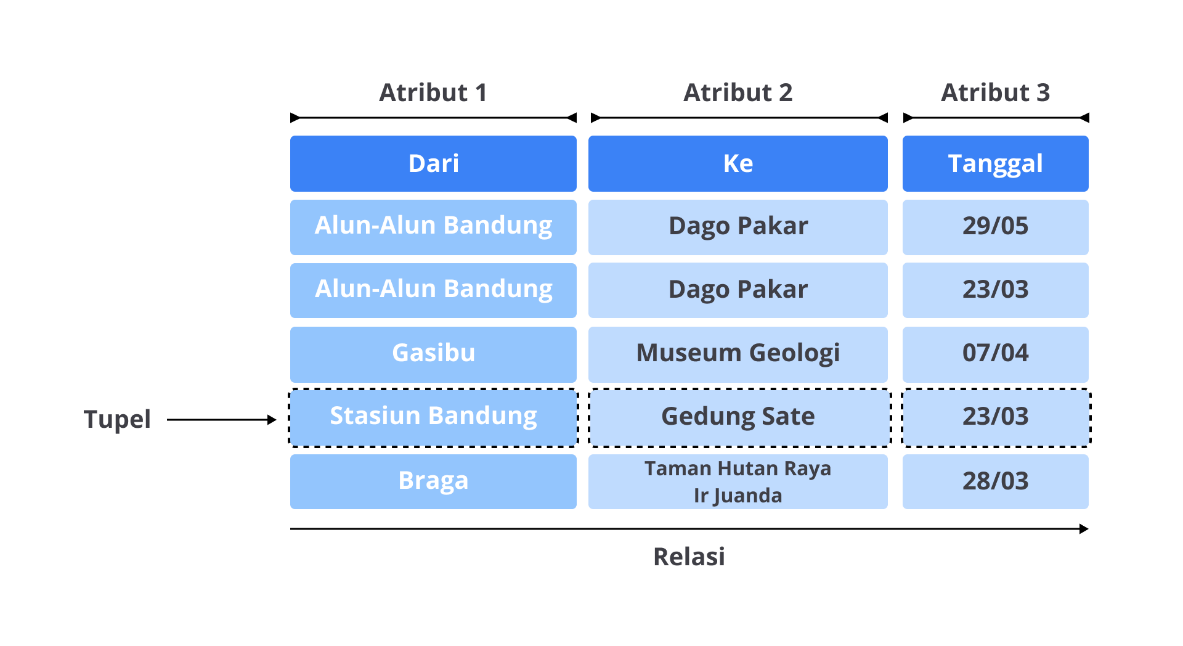 Atribut 1 Atribut 2 Atribut 3
Dari Ke Tanggal
Alun-Alun Bandung Dago Pakar 29/05
Alun-Alun Bandung Dago Pakar 23/03
Gasibu Museum Geologi 07/04
Tupel Stasiun Bandung Gedung Sate 23/03
Braga Taman Hutan Raya
Ir Juanda 28/03
Relasi